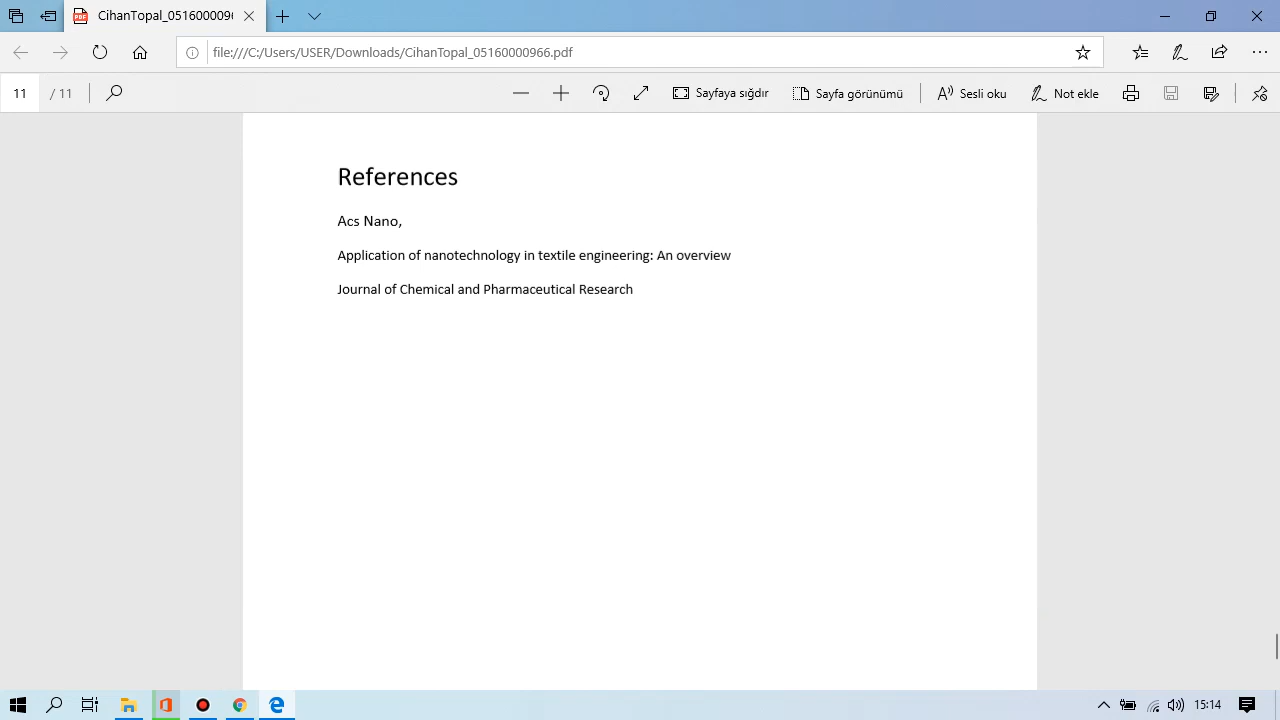 CihanTopal_051600009
file:///C:/Users/USER/Downloads/CihanTopal_05160000966.pdf
11 / 11
Sayfaya sığdır
Sayfa görünümü
Sesli oku
Not ekle
References
Acs Nano,
Application of nanotechnology in textile engineering: An overview
Journal of Chemical and Pharmaceutical Research
15:14